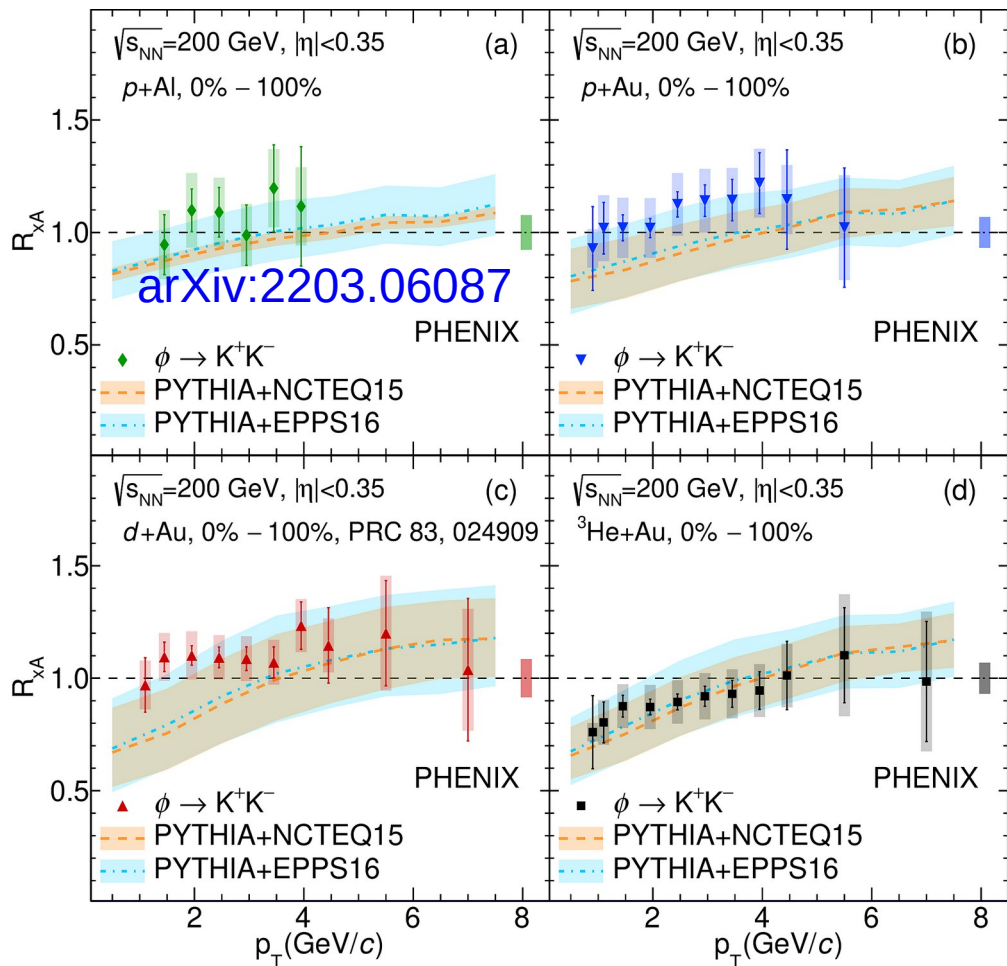 √s_NN=200 GeV, |η|<0.35 (a)
p+Al, 0% − 100%
R_xA
1.5
1.0
0.5
arXiv:2203.06087
PHENIX
ϕ → K⁺K⁻
PYTHIA+NCTEQ15
PYTHIA+EPPS16
√s_NN=200 GeV, |η|<0.35 (b)
p+Au, 0% − 100%
PHENIX
ϕ → K⁺K⁻
PYTHIA+NCTEQ15
PYTHIA+EPPS16
√s_NN=200 GeV, |η|<0.35 (c)
d+Au, 0% − 100%, PRC 83, 024909
R_xA
1.5
1.0
0.5
PHENIX
ϕ → K⁺K⁻
PYTHIA+NCTEQ15
PYTHIA+EPPS16
2 4 6 8
p_T(GeV/c)
√s_NN=200 GeV, |η|<0.35 (d)
³He+Au, 0% − 100%
PHENIX
ϕ → K⁺K⁻
PYTHIA+NCTEQ15
PYTHIA+EPPS16
2 4 6 8
p_T(GeV/c)